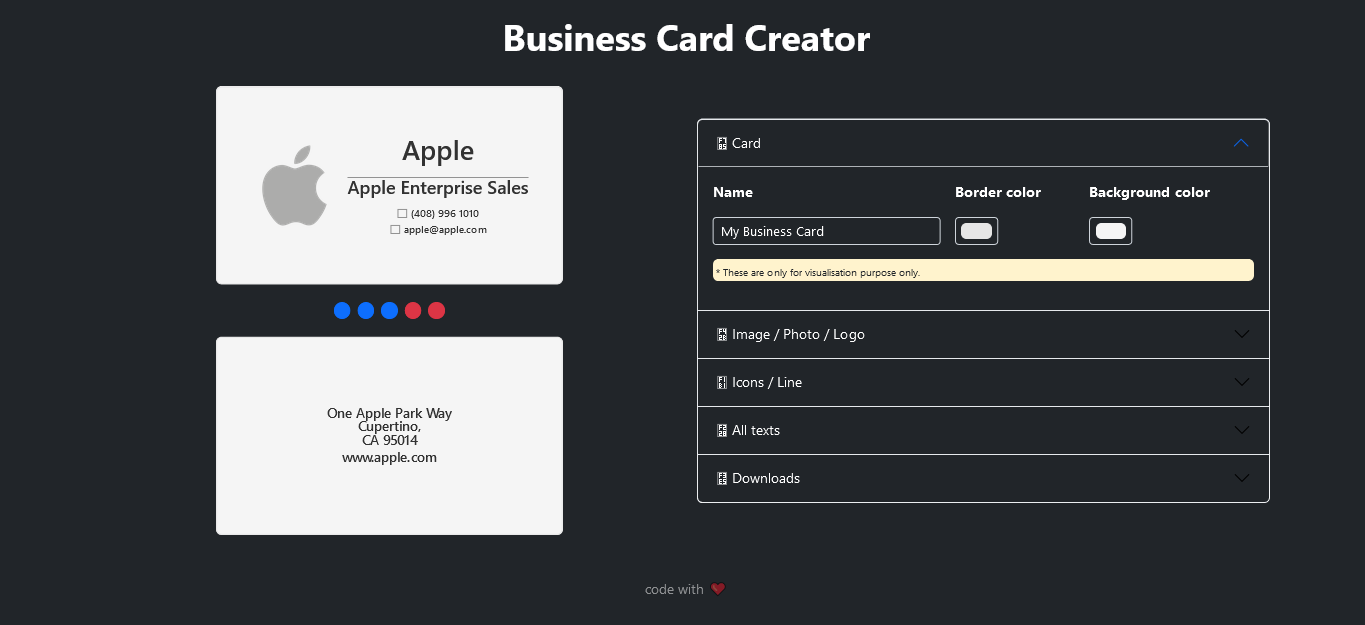 Business Card Creator
Apple
Apple Enterprise Sales
(408) 996 1010
apple@apple.com
One Apple Park Way
Cupertino,
CA 95014
www.apple.com
Card
Name Border color Background color
My Business Card
* These are only for visualisation purpose only.
Image / Photo / Logo
Icons / Line
All texts
Downloads
code with